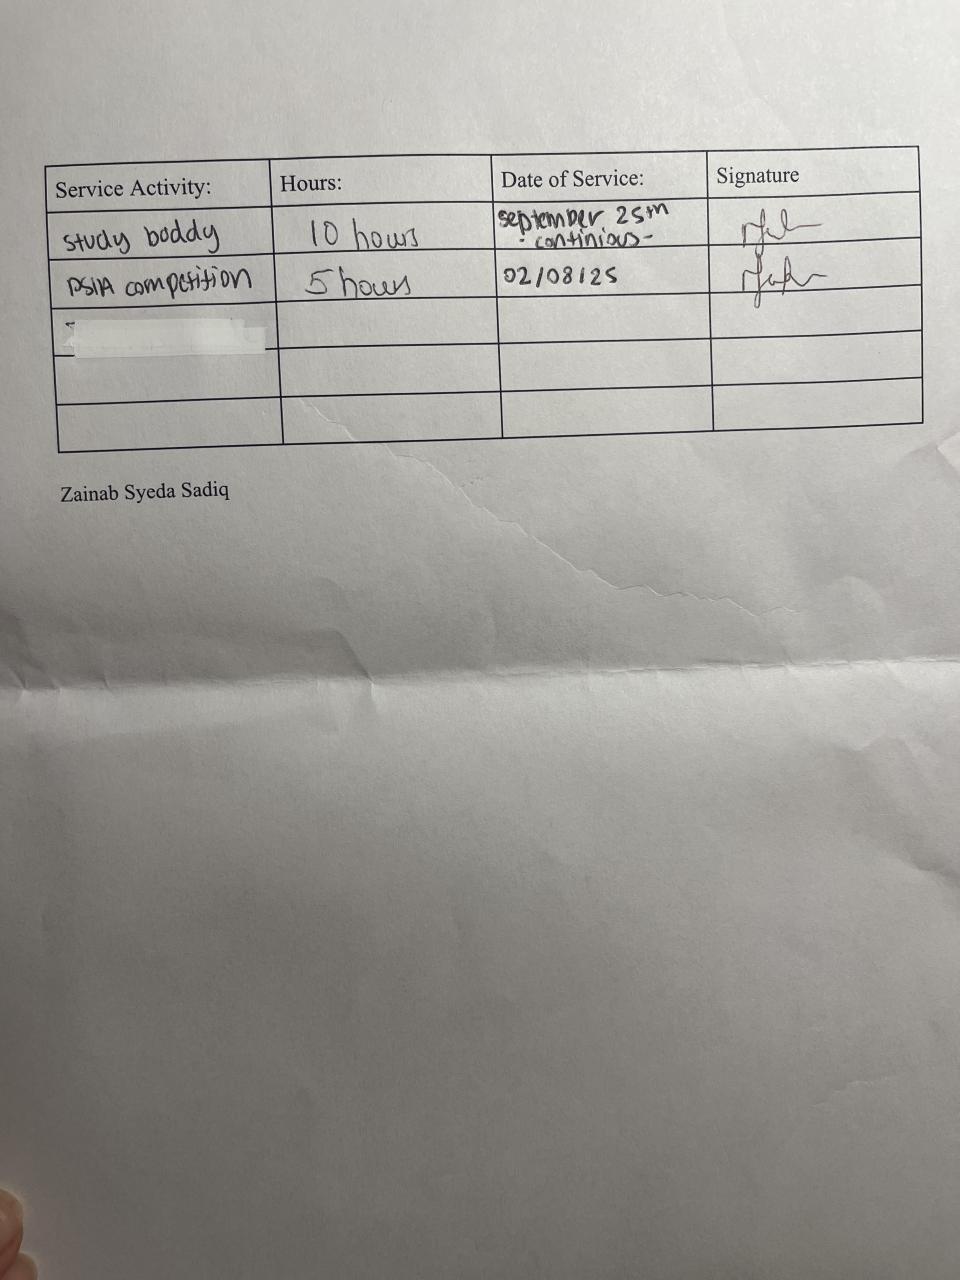 Service Activity: Hours: Date of Service: Signature
study boddy 10 hours september 25th
- continious -
PSIA competition 5 hours 02/08/25
Zainab Syeda Sadiq